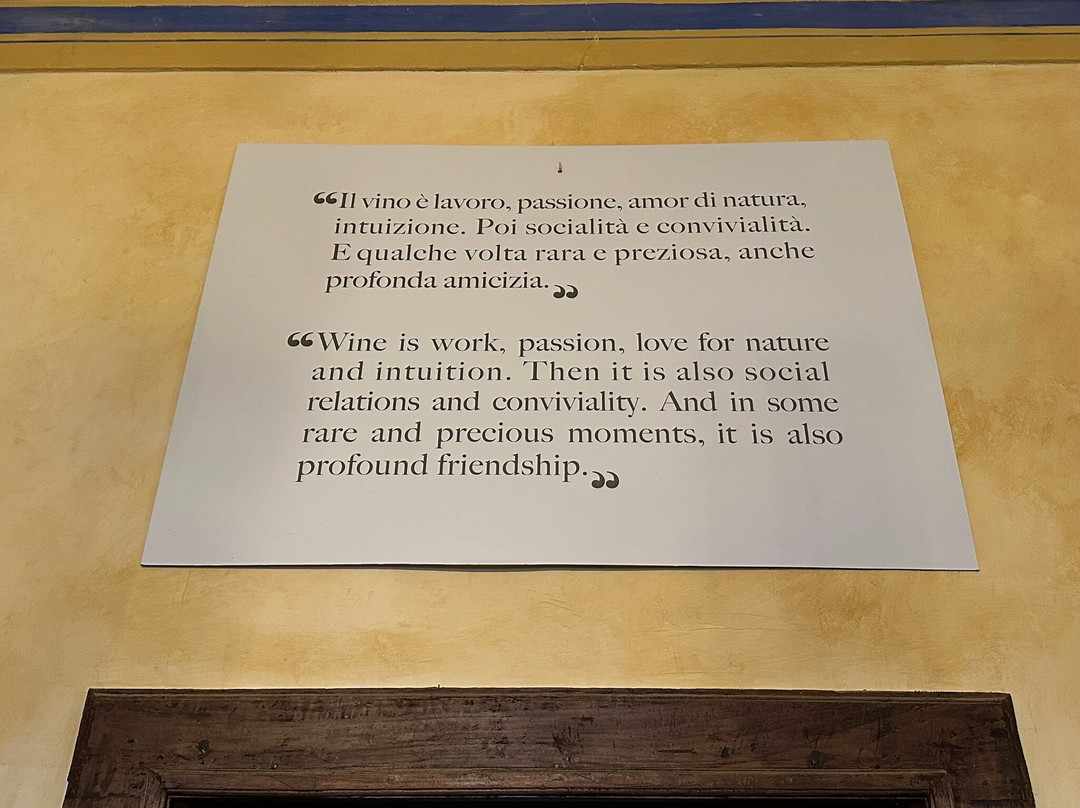 “Il vino è lavoro, passione, amor di natura,
intuizione. Poi socialità e convivialità.
E qualche volta rara e preziosa, anche
profonda amicizia.”
“Wine is work, passion, love for nature
and intuition. Then it is also social
relations and conviviality. And in some
rare and precious moments, it is also
profound friendship.”